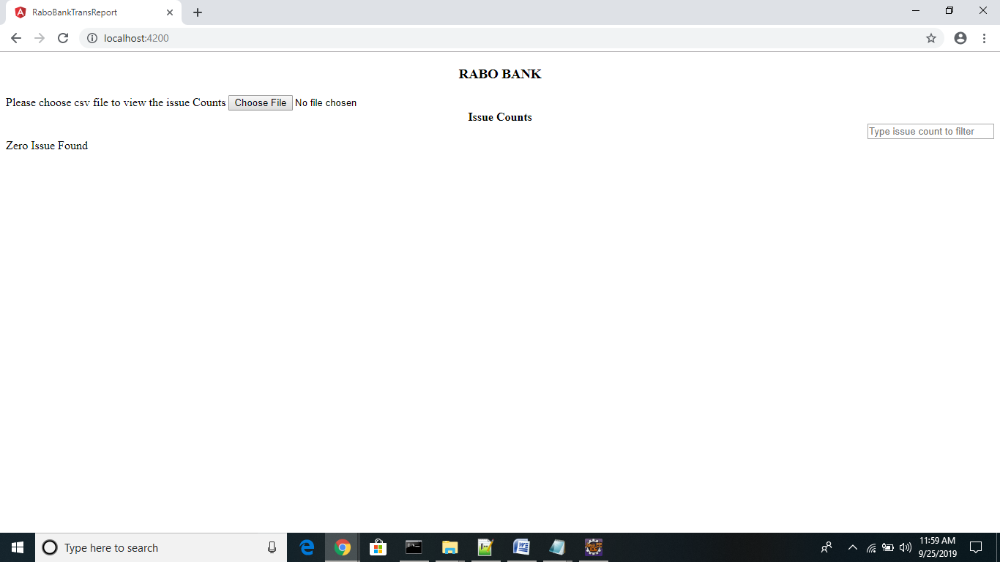 RaboBankTransReport
localhost:4200
RABO BANK
Please choose csv file to view the issue Counts Choose File No file chosen
Issue Counts
Type issue count to filter
Zero Issue Found
Type here to search
11:59 AM
9/25/2019